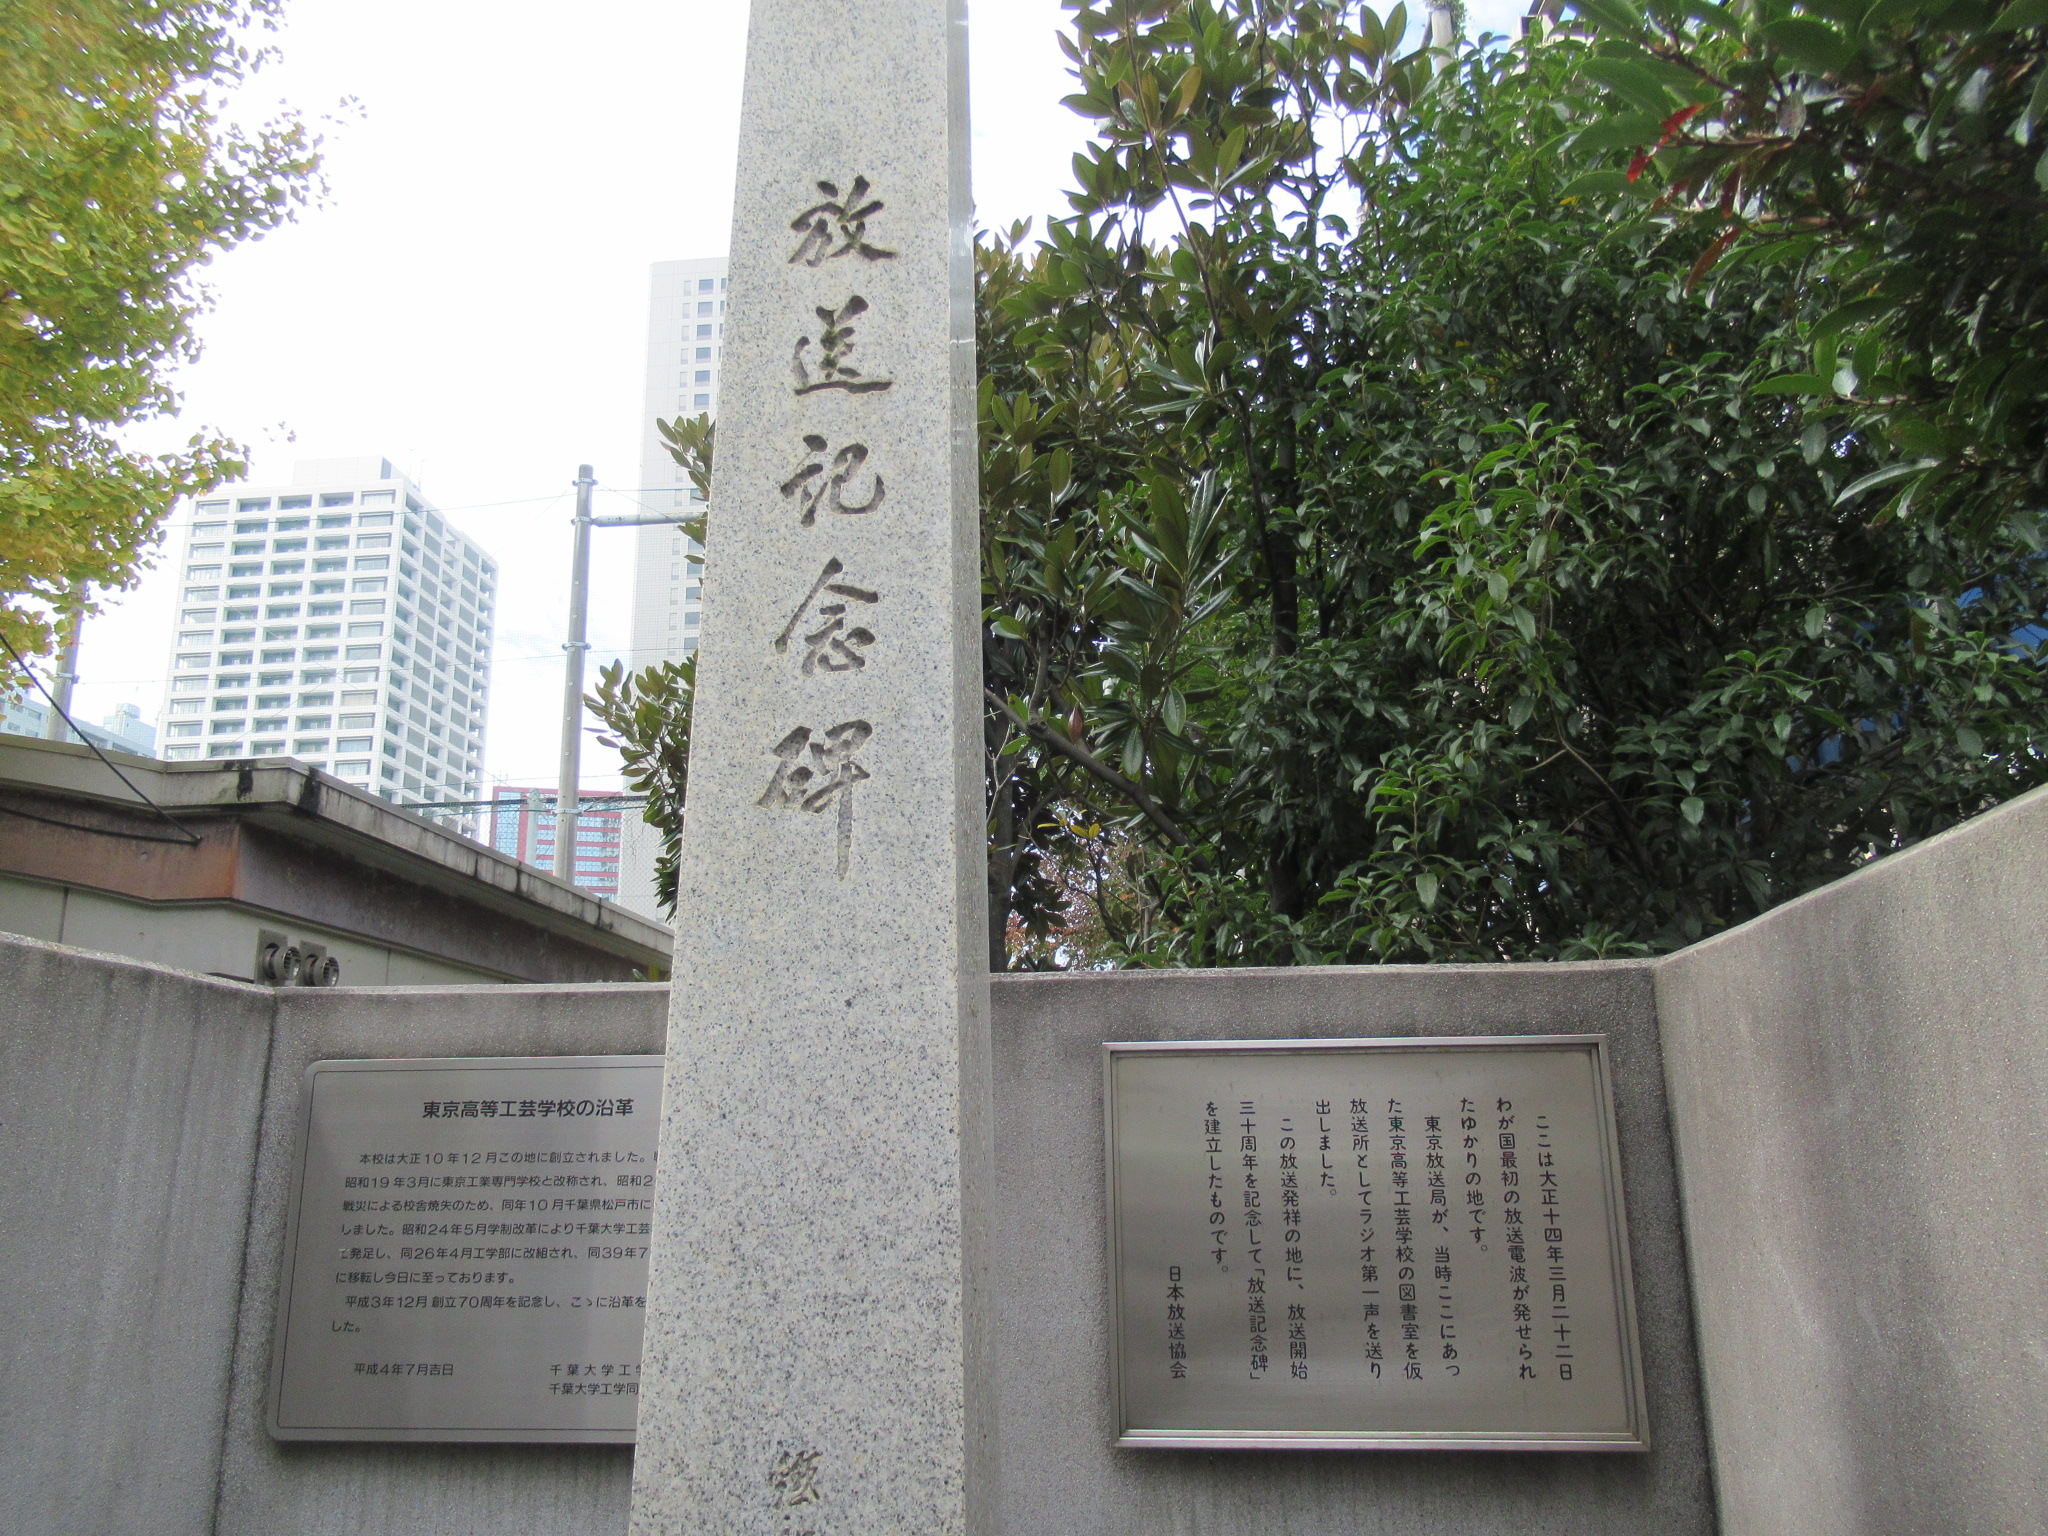 放送記念碑
東京高等工芸学校の沿革
本校は大正10年12月この地に創立されました。
昭和19年3月に東京工業専門学校と改称され、昭和2
戦災による校舎焼失のため、同年10月千葉県松戸市に
しました。昭和24年5月学制改革により千葉大学工芸
て発足し、同26年4月工学部に改組され、同39年7
に移転し今日に至っております。
平成3年12月 創立70周年を記念し、こゝに沿革を
した。
平成4年7月吉日
千葉大学工学
千葉大学工学同
ここは大正十四年三月二十二日
わが国最初の放送電波が発せられ
たゆかりの地です。
東京放送局が、当時ここにあっ
た東京高等工芸学校の図書室を仮
放送所としてラジオ第一声を送り
出しました。
この放送発祥の地に、放送開始
三十周年を記念して「放送記念碑」
を建立したものです。
日本放送協会